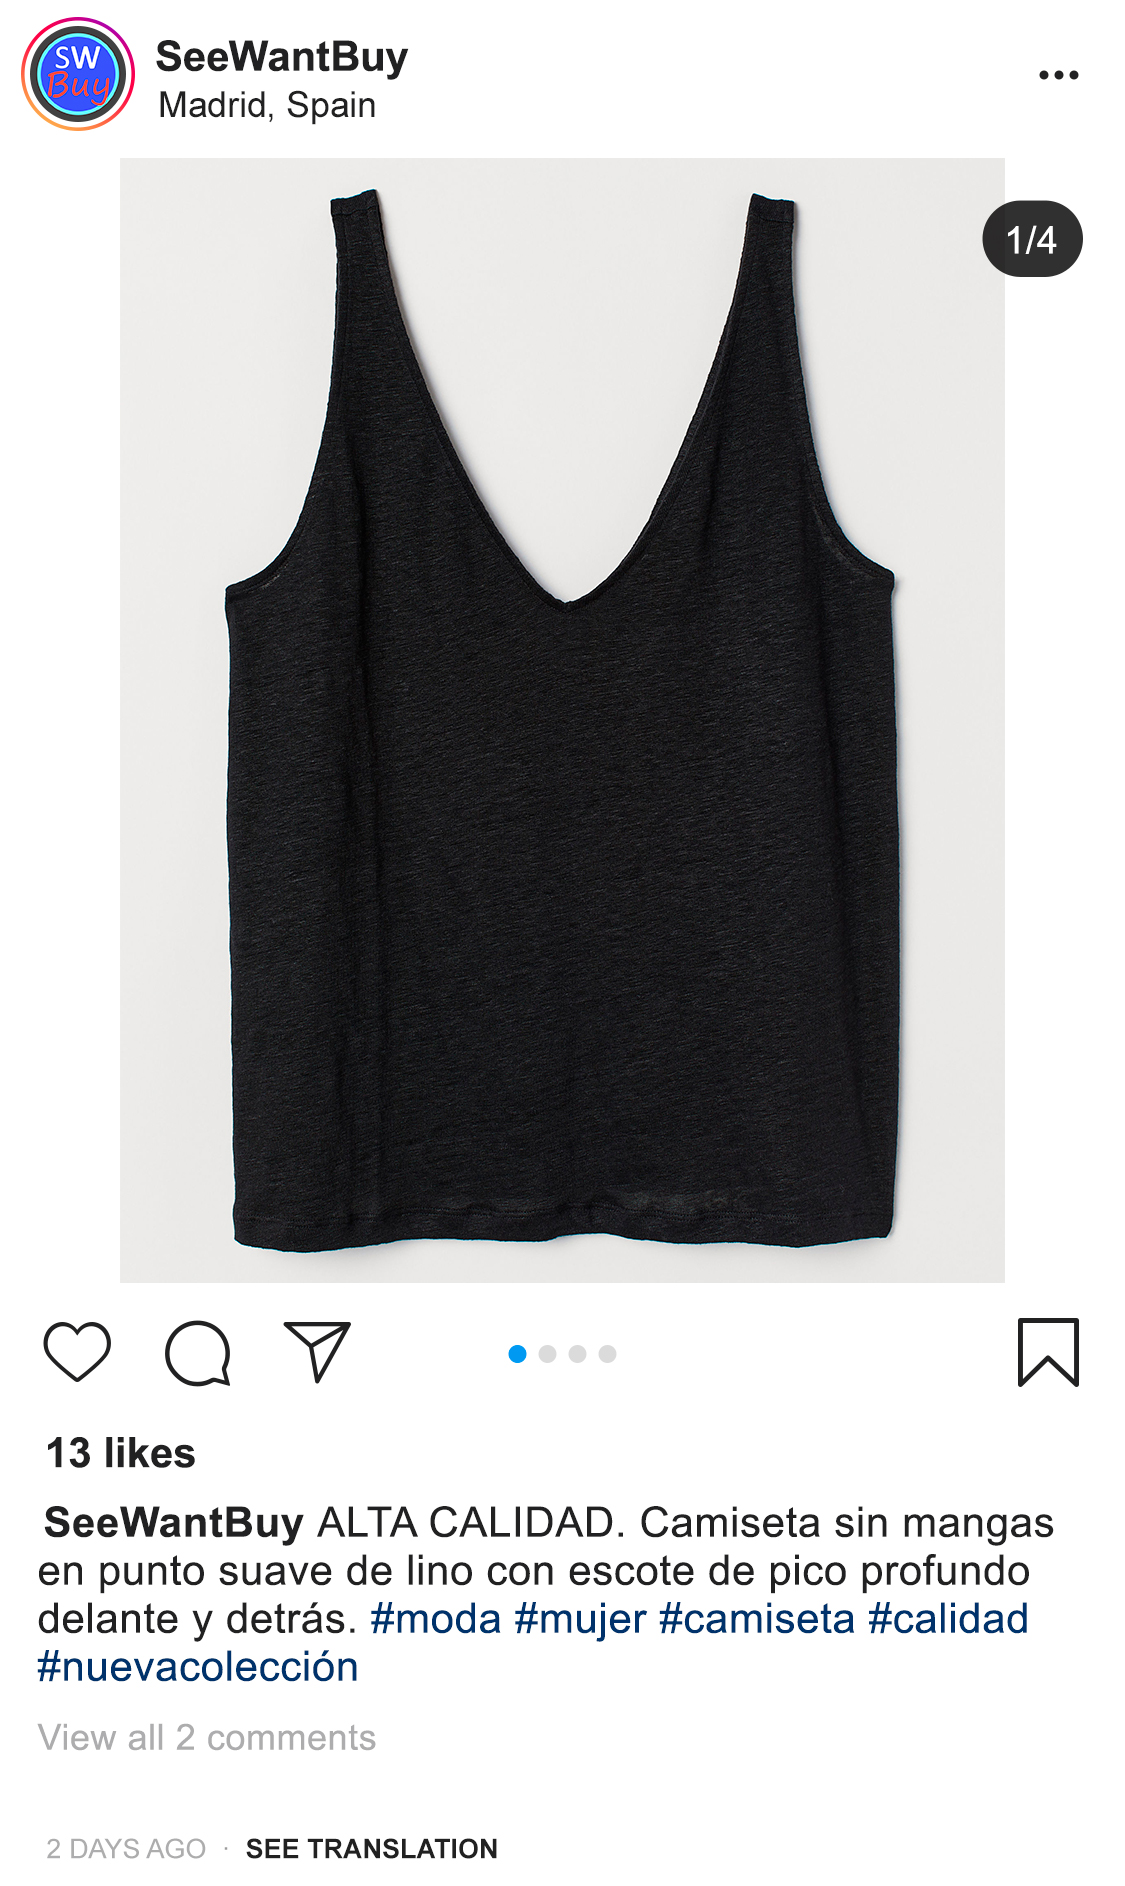 SW
Buy
SeeWantBuy
Madrid, Spain
1/4
13 likes
SeeWantBuy ALTA CALIDAD. Camiseta sin mangas
en punto suave de lino con escote de pico profundo
delante y detrás. #moda #mujer #camiseta #calidad
#nuevacolección
View all 2 comments
2 DAYS AGO · SEE TRANSLATION